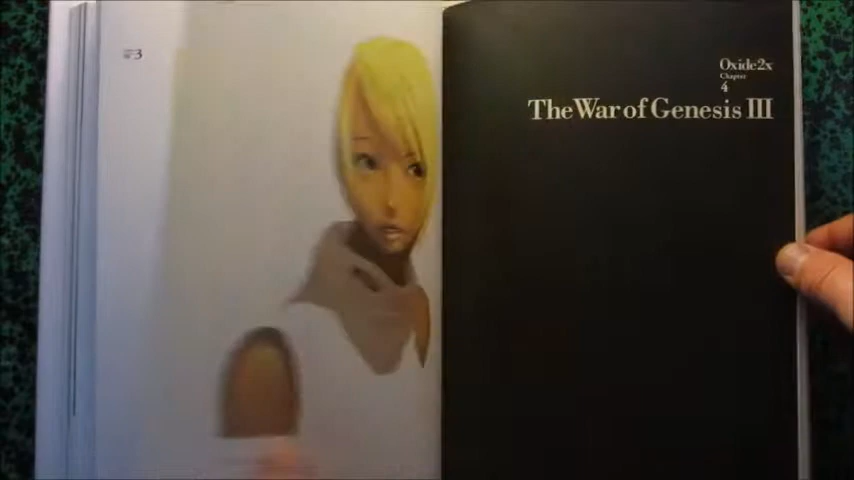 3
Oxide2x
Chapter
4
The War of Genesis III